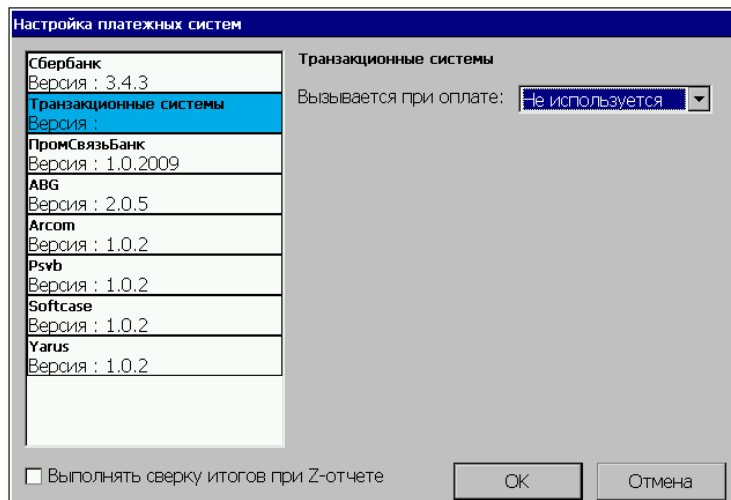 Настройка платежных систем
Сбербанк
Версия : 3.4.3
Транзакционные системы
Версия :
ПромСвязьБанк
Версия : 1.0.2009
ABG
Версия : 2.0.5
Arcom
Версия : 1.0.2
Psvb
Версия : 1.0.2
Softcase
Версия : 1.0.2
Yarus
Версия : 1.0.2
Транзакционные системы
Вызывается при оплате: Не используется
Выполнять сверку итогов при Z-отчете
OK
Отмена